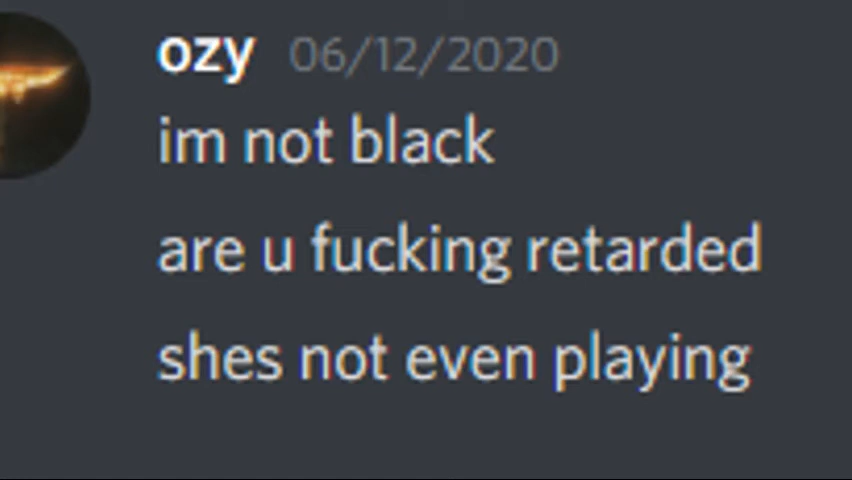 ozy 06/12/2020
im not black
are u fucking retarded
shes not even playing